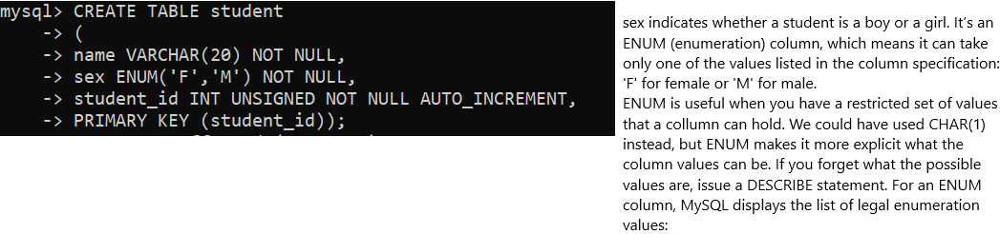 mysql> CREATE TABLE student
-> (
-> name VARCHAR(20) NOT NULL,
-> sex ENUM('F','M') NOT NULL,
-> student_id INT UNSIGNED NOT NULL AUTO_INCREMENT,
-> PRIMARY KEY (student_id));
sex indicates whether a student is a boy or a girl. It’s an
ENUM (enumeration) column, which means it can take
only one of the values listed in the column specification:
'F' for female or 'M' for male.
ENUM is useful when you have a restricted set of values
that a collumn can hold. We could have used CHAR(1)
instead, but ENUM makes it more explicit what the
column values can be. If you forget what the possible
values are, issue a DESCRIBE statement. For an ENUM
column, MySQL displays the list of legal enumeration
values: